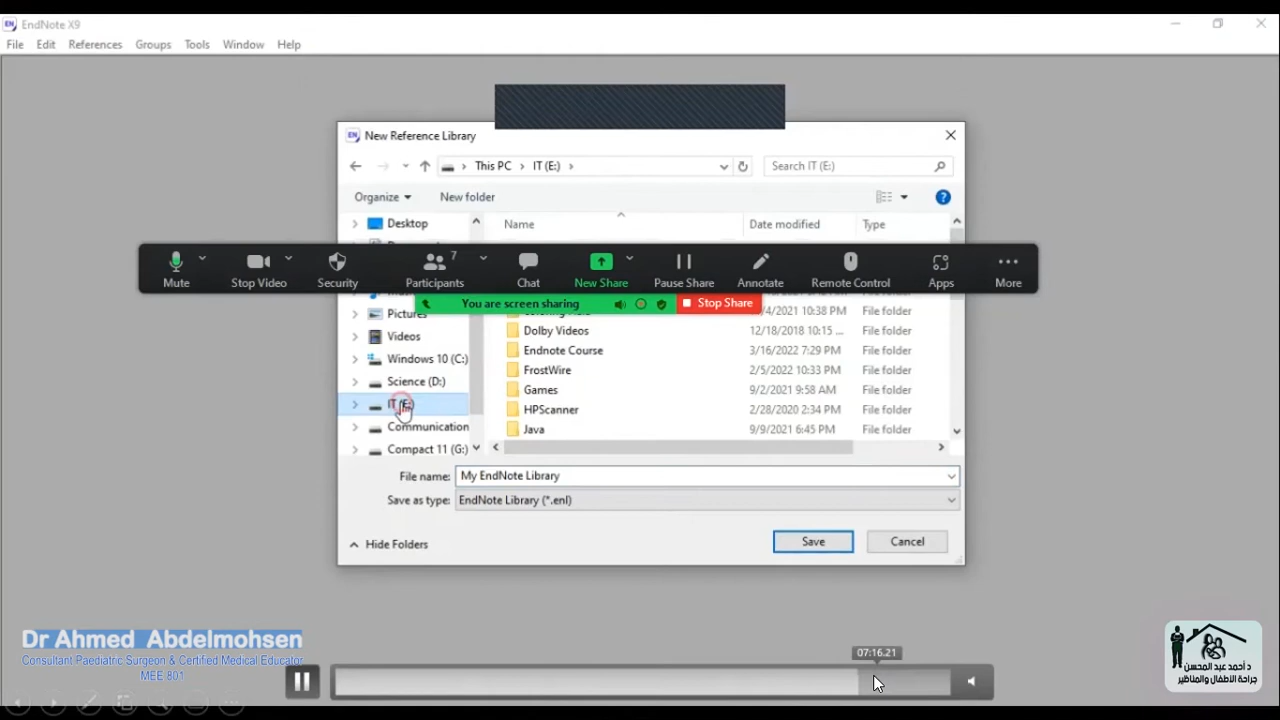 EndNote X9
File Edit References Groups Tools Window Help
New Reference Library
This PC > IT (E:) >
Search IT (E:)
Organize
New folder
Desktop
Name Date modified Type
Mute Stop Video Security Participants 7 Chat New Share Pause Share Annotate Remote Control Apps More
You are screen sharing
Stop Share
Pictures
Videos
Windows 10 (C:)
Science (D:)
IT (E:)
Communication
Compact 11 (G:)
/4/2021 10:38 PM File folder
Dolby Videos 12/18/2018 10:15 ... File folder
Endnote Course 3/16/2022 7:29 PM File folder
FrostWire 2/5/2022 10:33 PM File folder
Games 9/2/2021 9:58 AM File folder
HPScanner 2/28/2020 2:34 PM File folder
Java 9/9/2021 6:45 PM File folder
File name: My EndNote Library
Save as type: EndNote Library (*.enl)
Hide Folders
Save
Cancel
Dr Ahmed Abdelmohsen
Consultant Paediatric Surgeon & Certified Medical Educator
MEE 801
07:16.21
د أحمد عبد المحسن
جراحة الأطفال والمناظير